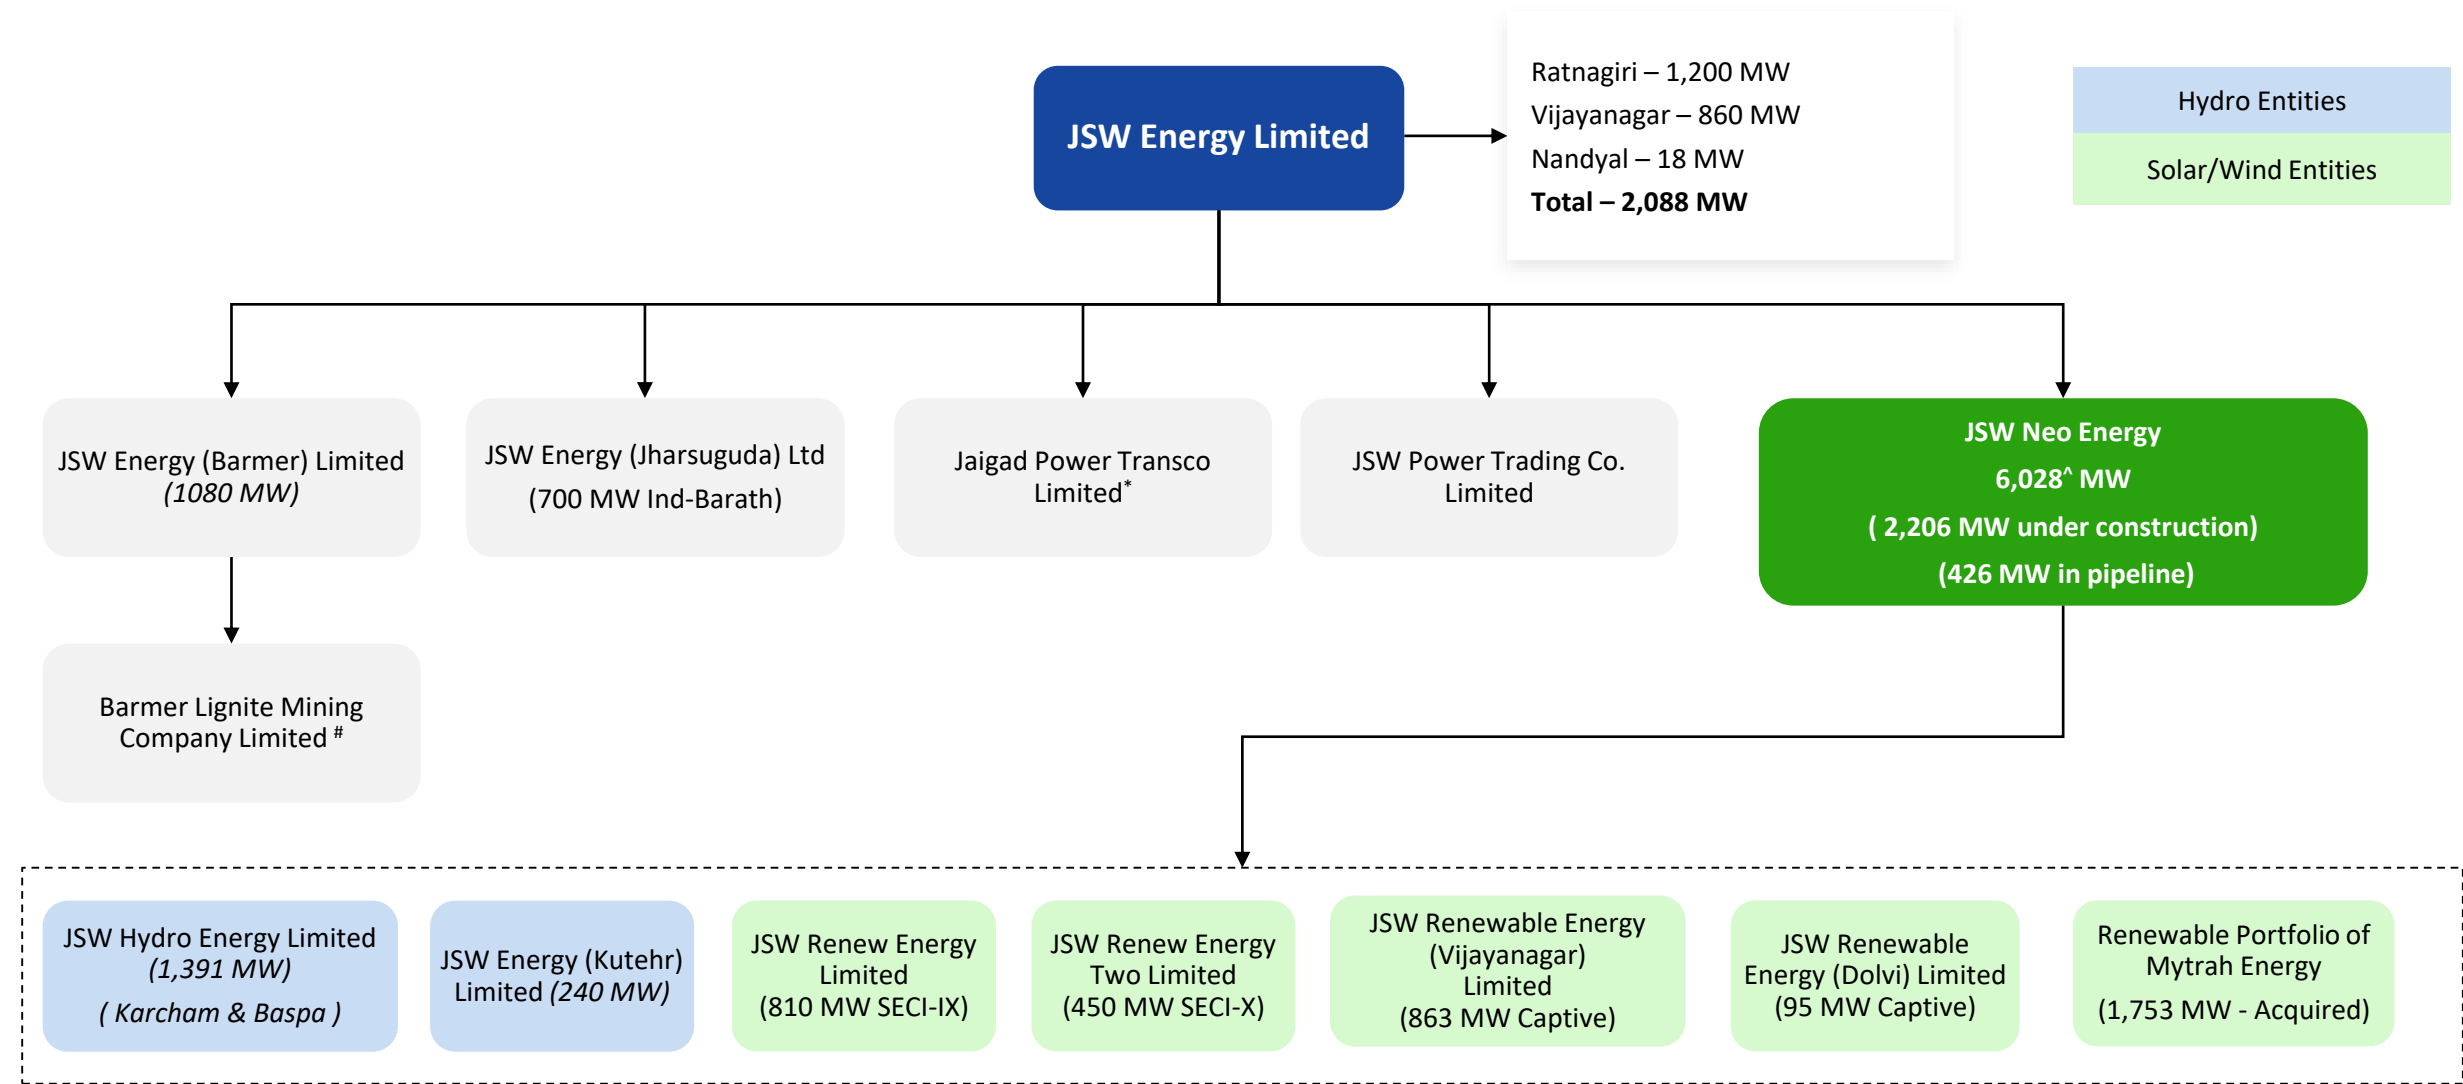 JSW Energy Limited
Ratnagiri – 1,200 MW
Vijayanagar – 860 MW
Nandyal – 18 MW
Total – 2,088 MW
Hydro Entities
Solar/Wind Entities
JSW Energy (Barmer) Limited
(1080 MW)
JSW Energy (Jharsuguda) Ltd
(700 MW Ind-Barath)
Jaigad Power Transco
Limited*
JSW Power Trading Co.
Limited
JSW Neo Energy
6,028^ MW
( 2,206 MW under construction)
(426 MW in pipeline)
Barmer Lignite Mining
Company Limited #
JSW Hydro Energy Limited
(1,391 MW)
( Karcham & Baspa )
JSW Energy (Kutehr)
Limited (240 MW)
JSW Renew Energy
Limited
(810 MW SECI-IX)
JSW Renew Energy
Two Limited
(450 MW SECI-X)
JSW Renewable Energy
(Vijayanagar)
Limited
(863 MW Captive)
JSW Renewable
Energy (Dolvi) Limited
(95 MW Captive)
Renewable Portfolio of
Mytrah Energy
(1,753 MW - Acquired)